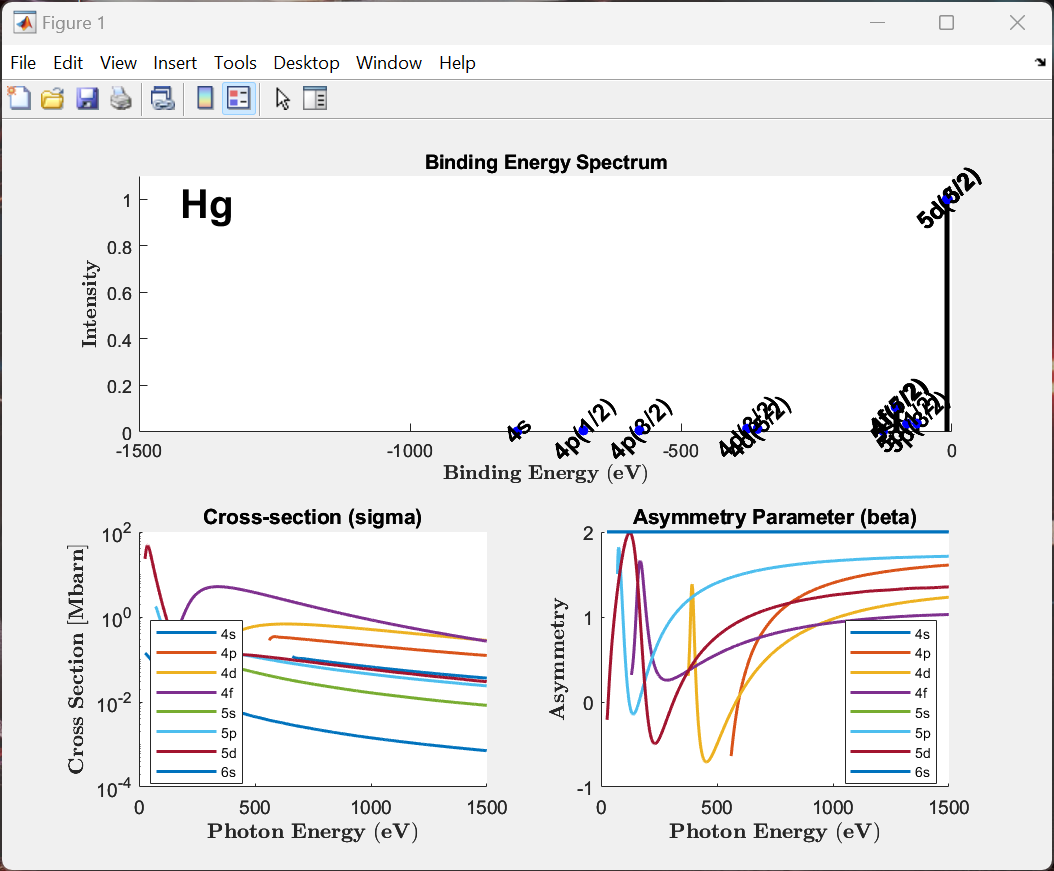 Figure 1
File Edit View Insert Tools Desktop Window Help
Binding Energy Spectrum
Hg
Intensity
1
0.8
0.6
0.4
0.2
0
4s
4p(1/2)
4p(3/2)
-1500
-1000
-500
0
Binding Energy (eV)
Cross-section (sigma)
Cross Section [Mbarn]
10^2
10^0
10^-2
10^-4
4s
4p
4d
4f
5s
5p
5d
6s
0
500
1000
1500
Photon Energy (eV)
Asymmetry Parameter (beta)
Asymmetry
2
1
0
-1
4s
4p
4d
4f
5s
5p
5d
6s
0
500
1000
1500
Photon Energy (eV)